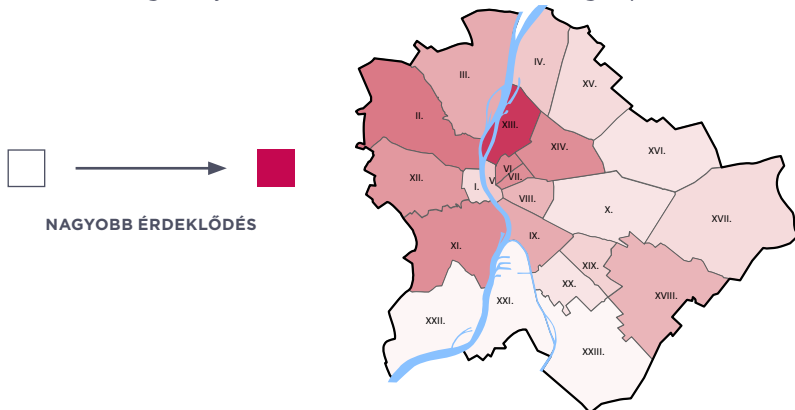 NAGYOBB ÉRDEKLŐDÉS
III.
IV.
XV.
II.
XIII.
XIV.
XVI.
XII.
I.
V.
VI.
VII.
VIII.
X.
XVII.
XI.
IX.
XIX.
XX.
XVIII.
XXII.
XXI.
XXIII.